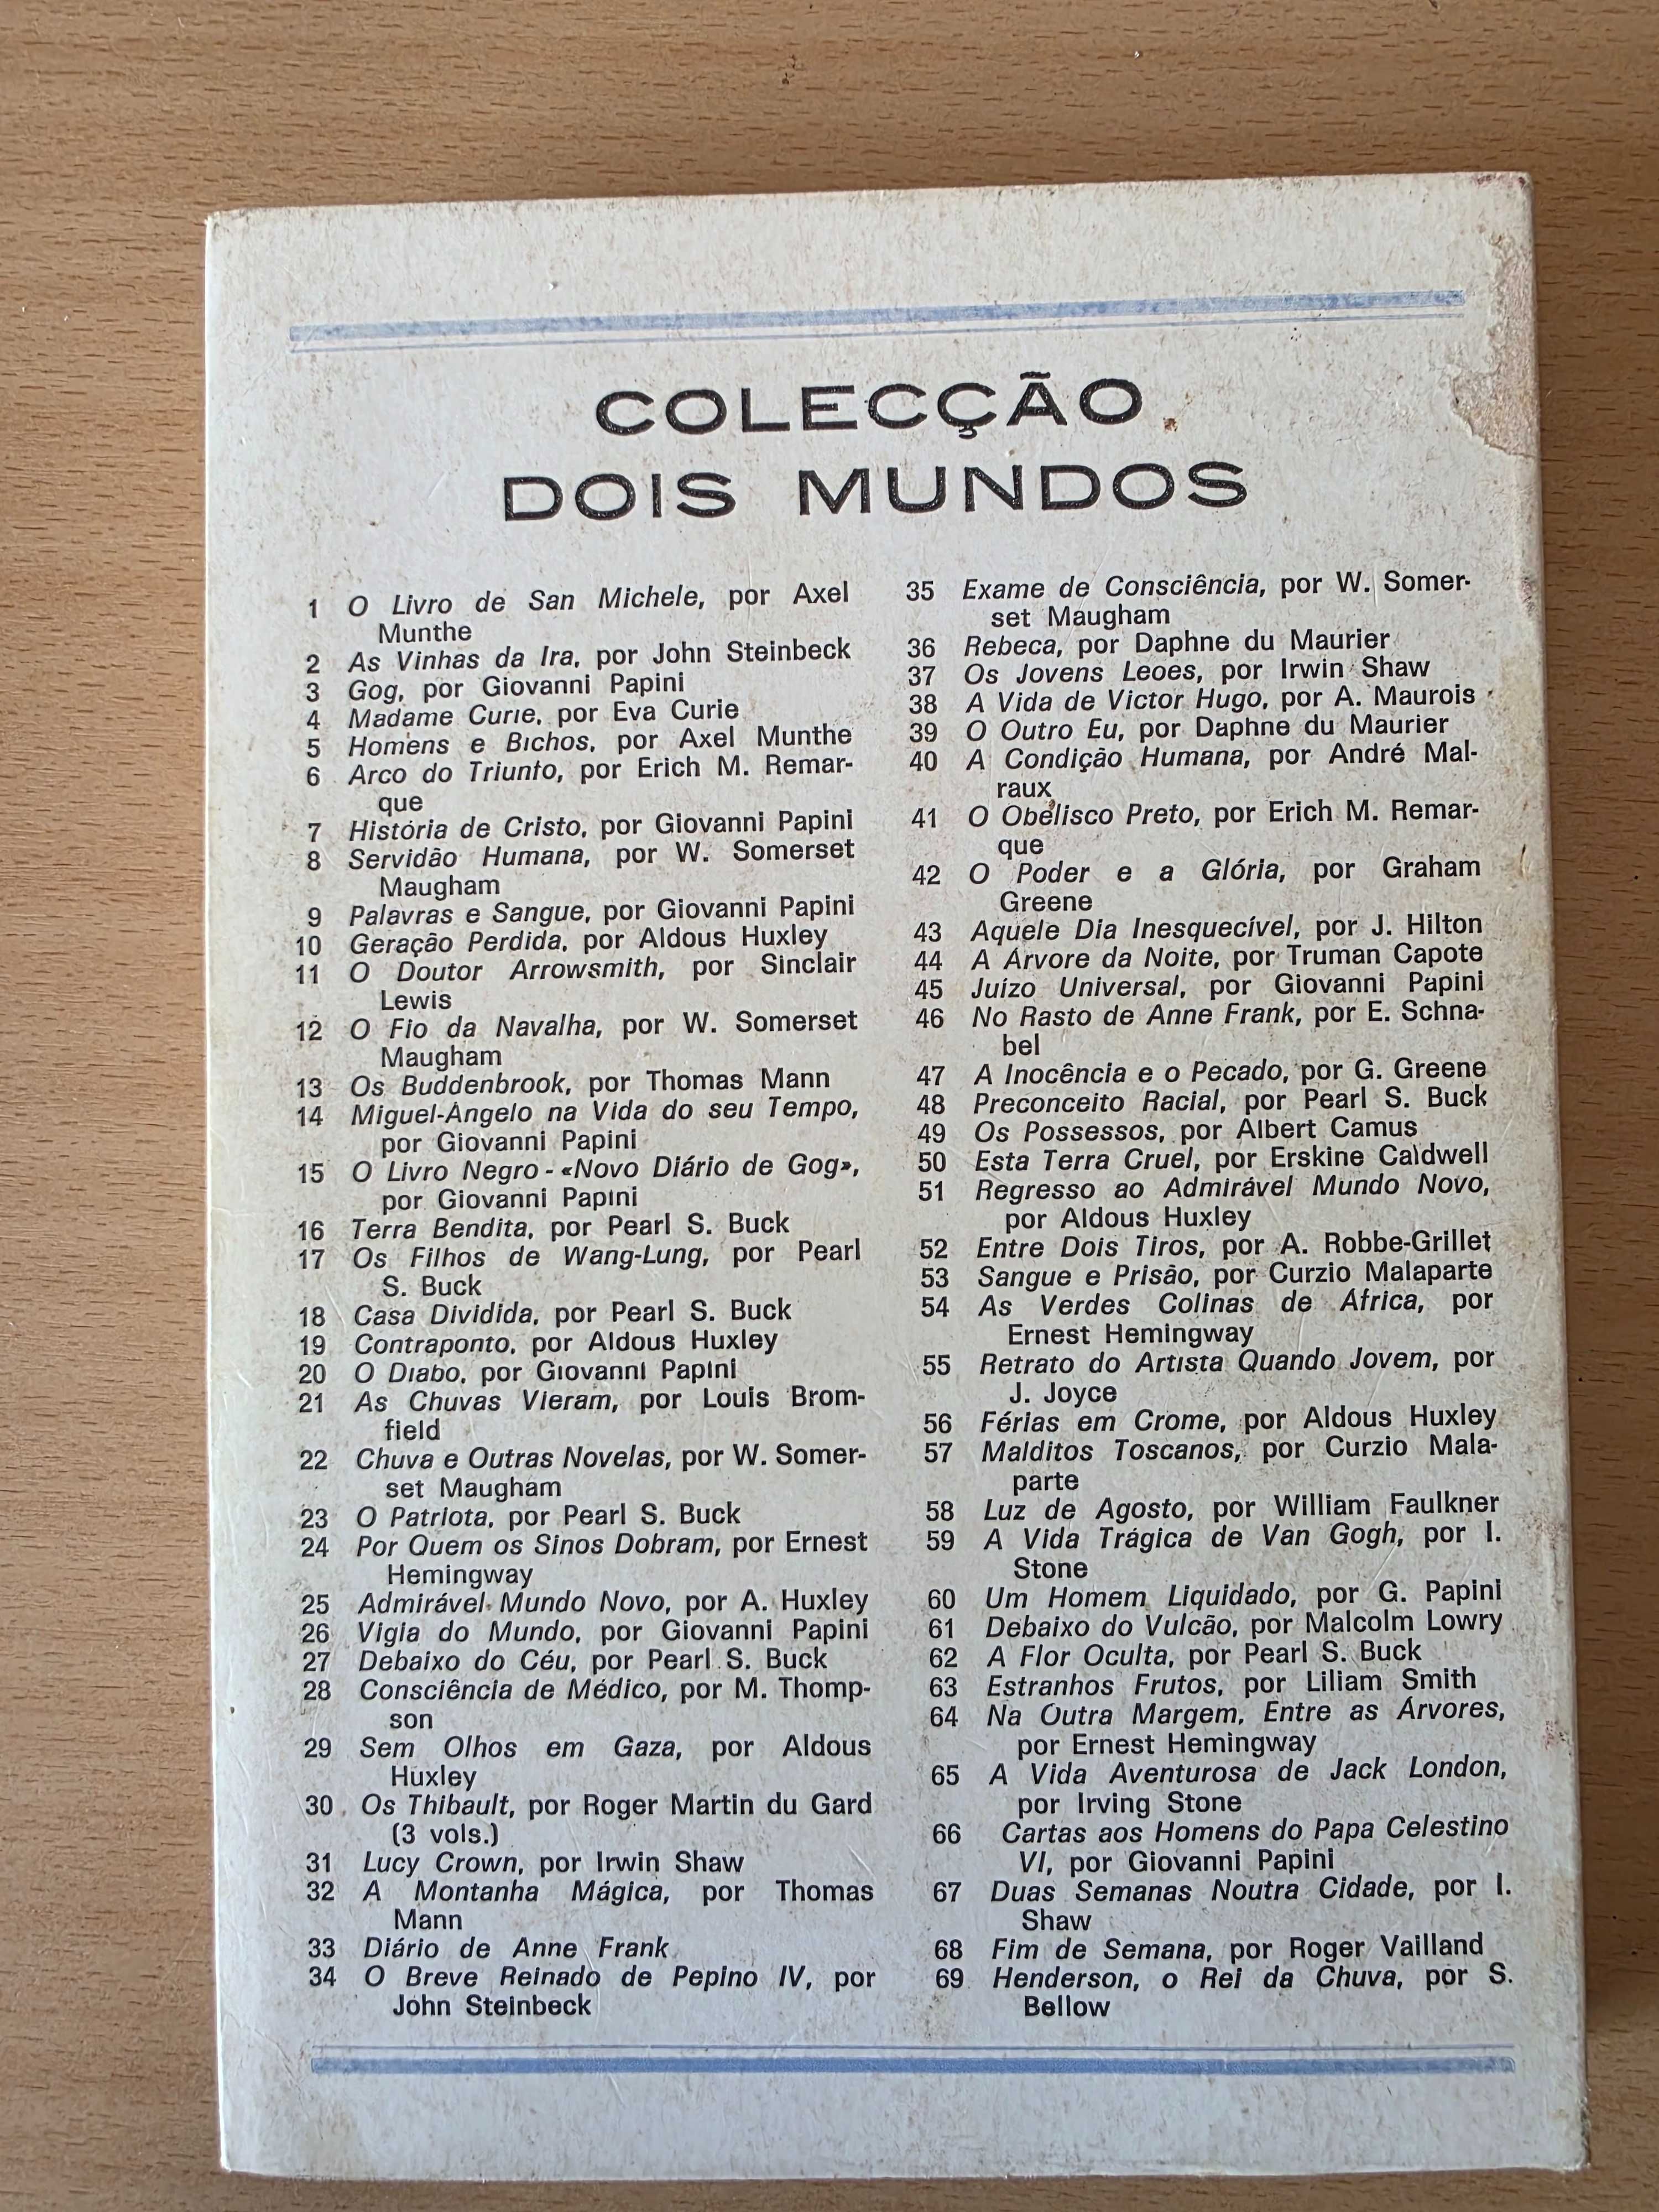 COLECÇÃO
DOIS MUNDOS
1 O Livro de San Michele, por Axel
Munthe
2 As Vinhas da Ira, por John Steinbeck
3 Gog, por Giovanni Papini
4 Madame Curie, por Eva Curie
5 Homens e Bichos, por Axel Munthe
6 Arco do Triunfo, por Erich M. Remar-
que
7 História de Cristo, por Giovanni Papini
8 Servidão Humana, por W. Somerset
Maugham
9 Palavras e Sangue, por Giovanni Papini
10 Geração Perdida, por Aldous Huxley
11 O Doutor Arrowsmith, por Sinclair
Lewis
12 O Fio da Navalha, por W. Somerset
Maugham
13 Os Buddenbrook, por Thomas Mann
14 Miguel-Ângelo na Vida do seu Tempo,
por Giovanni Papini
15 O Livro Negro - «Novo Diário de Gog»,
por Giovanni Papini
16 Terra Bendita, por Pearl S. Buck
17 Os Filhos de Wang-Lung, por Pearl
S. Buck
18 Casa Dividida, por Pearl S. Buck
19 Contraponto, por Aldous Huxley
20 O Diabo, por Giovanni Papini
21 As Chuvas Vieram, por Louis Brom-
field
22 Chuva e Outras Novelas, por W. Somer-
set Maugham
23 O Patriota, por Pearl S. Buck
24 Por Quem os Sinos Dobram, por Ernest
Hemingway
25 Admirável Mundo Novo, por A. Huxley
26 Vigia do Mundo, por Giovanni Papini
27 Debaixo do Céu, por Pearl S. Buck
28 Consciência de Médico, por M. Thomp-
son
29 Sem Olhos em Gaza, por Aldous
Huxley
30 Os Thibault, por Roger Martin du Gard
(3 vols.)
31 Lucy Crown, por Irwin Shaw
32 A Montanha Mágica, por Thomas
Mann
33 Diário de Anne Frank
34 O Breve Reinado de Pepino IV, por
John Steinbeck
35 Exame de Consciência, por W. Somer-
set Maugham
36 Rebeca, por Daphne du Maurier
37 Os Jovens Leoes, por Irwin Shaw
38 A Vida de Victor Hugo, por A. Maurois
39 O Outro Eu, por Daphne du Maurier
40 A Condição Humana, por André Mal-
raux
41 O Obelisco Preto, por Erich M. Remar-
que
42 O Poder e a Glória, por Graham
Greene
43 Aquele Dia Inesquecível, por J. Hilton
44 A Árvore da Noite, por Truman Capote
45 Juízo Universal, por Giovanni Papini
46 No Rasto de Anne Frank, por E. Schna-
bel
47 A Inocência e o Pecado, por G. Greene
48 Preconceito Racial, por Pearl S. Buck
49 Os Possessos, por Albert Camus
50 Esta Terra Cruel, por Erskine Caldwell
51 Regresso ao Admirável Mundo Novo,
por Aldous Huxley
52 Entre Dois Tiros, por A. Robbe-Grillet
53 Sangue e Prisão, por Curzio Malaparte
54 As Verdes Colinas de África, por
Ernest Hemingway
55 Retrato do Artista Quando Jovem, por
J. Joyce
56 Férias em Crome, por Aldous Huxley
57 Malditos Toscanos, por Curzio Mala-
parte
58 Luz de Agosto, por William Faulkner
59 A Vida Trágica de Van Gogh, por I.
Stone
60 Um Homem Liquidado, por G. Papini
61 Debaixo do Vulcão, por Malcolm Lowry
62 A Flor Oculta, por Pearl S. Buck
63 Estranhos Frutos, por Liliam Smith
64 Na Outra Margem, Entre as Árvores,
por Ernest Hemingway
65 A Vida Aventurosa de Jack London,
por Irving Stone
66 Cartas aos Homens do Papa Celestino
VI, por Giovanni Papini
67 Duas Semanas Noutra Cidade, por I.
Shaw
68 Fim de Semana, por Roger Vailland
69 Henderson, o Rei da Chuva, por S.
Bellow